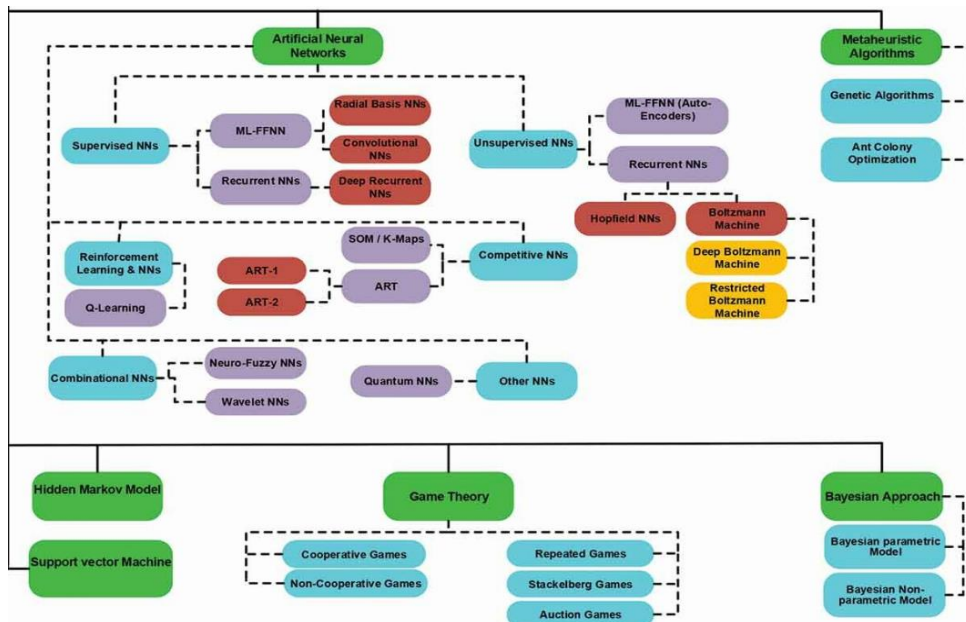 Artificial Neural
Networks
Metaheuristic
Algorithms
Genetic Algorithms
Ant Colony
Optimization
Supervised NNs
ML-FFNN
Radial Basis NNs
Convolutional
NNs
Recurrent NNs
Deep Recurrent
NNs
Unsupervised NNs
ML-FFNN (Auto-
Encoders)
Recurrent NNs
Hopfield NNs
Boltzmann
Machine
Deep Boltzmann
Machine
Restricted
Boltzmann
Machine
Reinforcement
Learning & NNs
Q-Learning
SOM / K-Maps
Competitive NNs
ART-1
ART
ART-2
Combinational NNs
Neuro-Fuzzy NNs
Wavelet NNs
Quantum NNs
Other NNs
Hidden Markov Model
Support vector Machine
Game Theory
Cooperative Games
Non-Cooperative Games
Repeated Games
Stackelberg Games
Auction Games
Bayesian Approach
Bayesian parametric
Model
Bayesian Non-
parametric Model